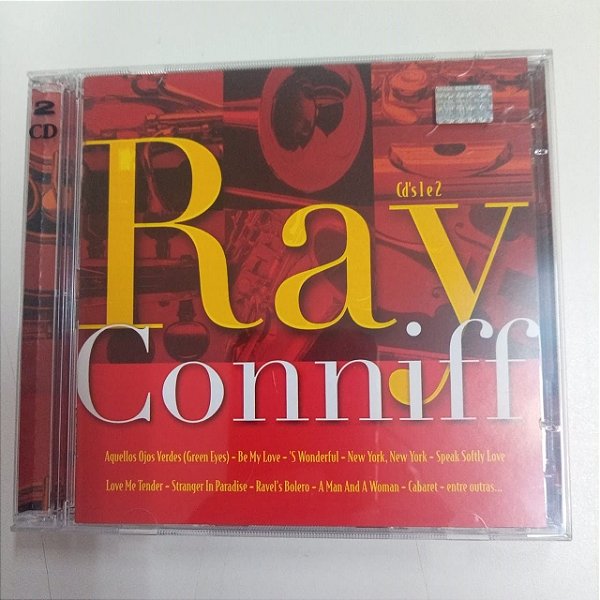 2
CD
Cd's 1 e 2
Ray
Conniff
Aquellos Ojos Verdes (Green Eyes) - Be My Love - 'S Wonderful - New York, New York - Speak Softly Love
Love Me Tender - Stranger In Paradise - Ravel's Bolero - A Man And A Woman - Cabaret - entre outras...